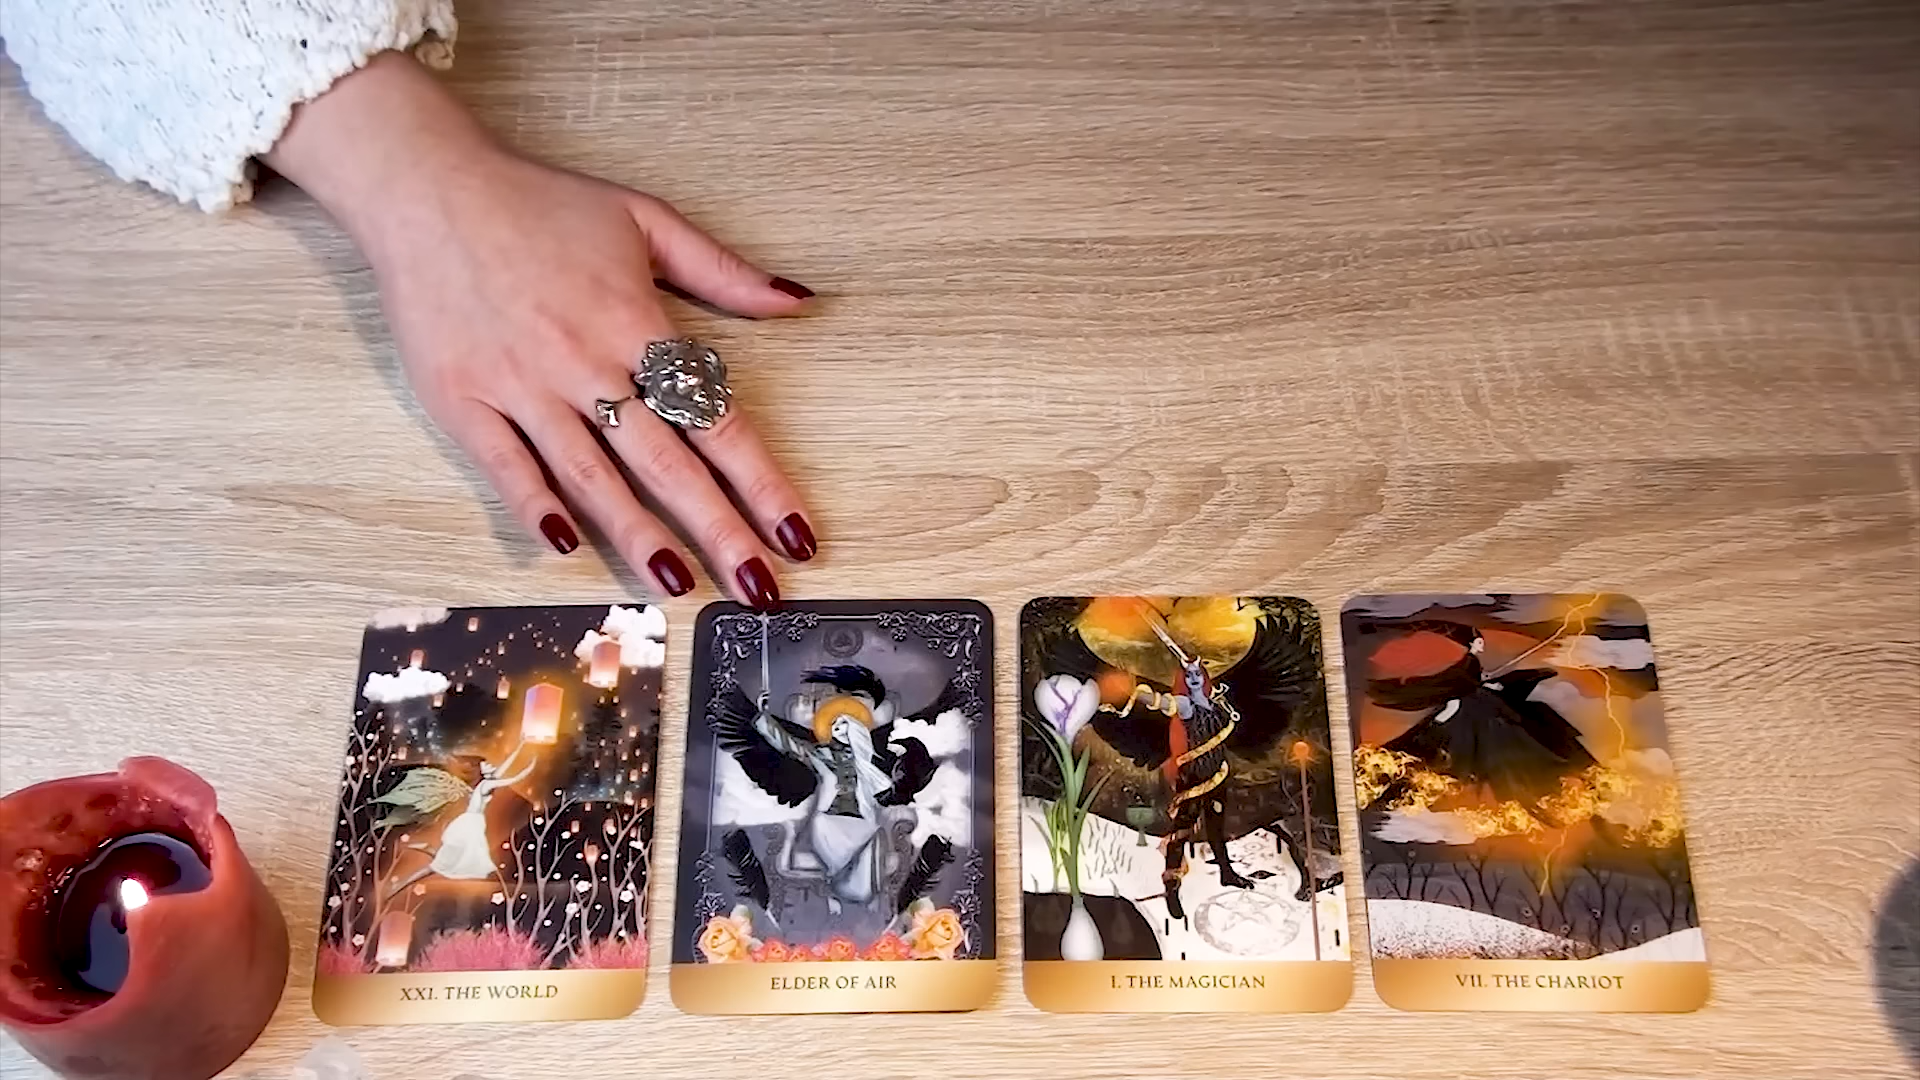 XXI. THE WORLD
ELDER OF AIR
I. THE MAGICIAN
VII. THE CHARIOT